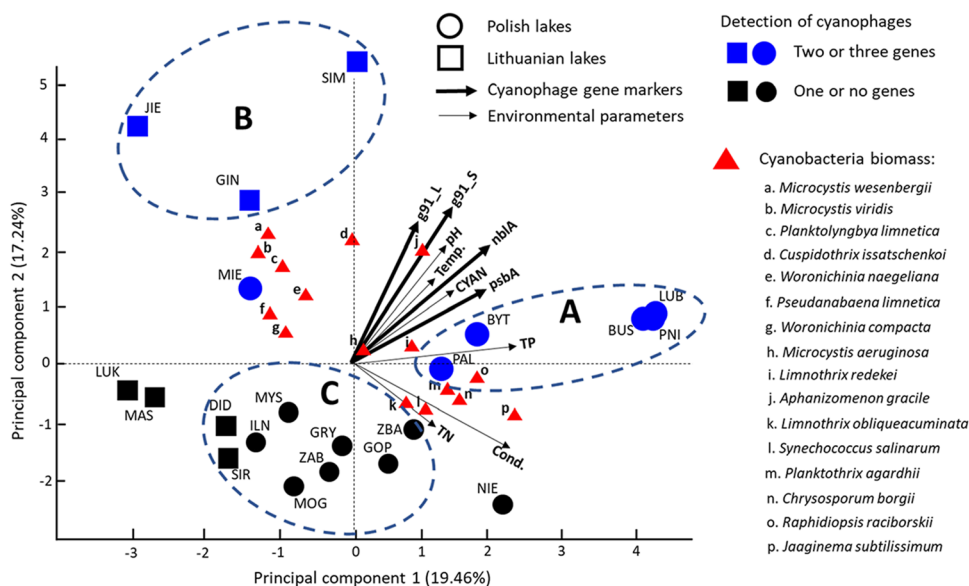 Polish lakes
Lithuanian lakes
Cyanophage gene markers
Environmental parameters
Detection of cyanophages
Two or three genes
One or no genes
Cyanobacteria biomass:
a. Microcystis wesenbergii
b. Microcystis viridis
c. Planktolyngbya limnetica
d. Cuspidothrix issatschenkoi
e. Woronichinia naegeliana
f. Pseudanabaena limnetica
g. Woronichinia compacta
h. Microcystis aeruginosa
i. Limnothrix redekei
j. Aphanizomenon gracile
k. Limnothrix obliqueacuminata
l. Synechococcus salinarum
m. Planktothrix agardhii
n. Chrysosporum borgii
o. Raphidiopsis raciborskii
p. Jaaginema subtilissimum
Principal component 2 (17.24%)
5
4
3
2
1
0
-1
-2
SIM
JIE
B
GIN
a
b
c
d
MIE
e
f
g
g91_L
g91_S
j
pH
Temp.
nblA
CYAN
psbA
h
i
A
LUB
BUS
PNI
BYT
TP
PAL
m
o
n
p
k
l
TN
Cond.
LUK
MAS
C
DID
MYS
ILN
GRY
ZBA
SIR
ZAB
GOP
MOG
NIE
-3
-2
-1
0
1
2
3
4
Principal component 1 (19.46%)